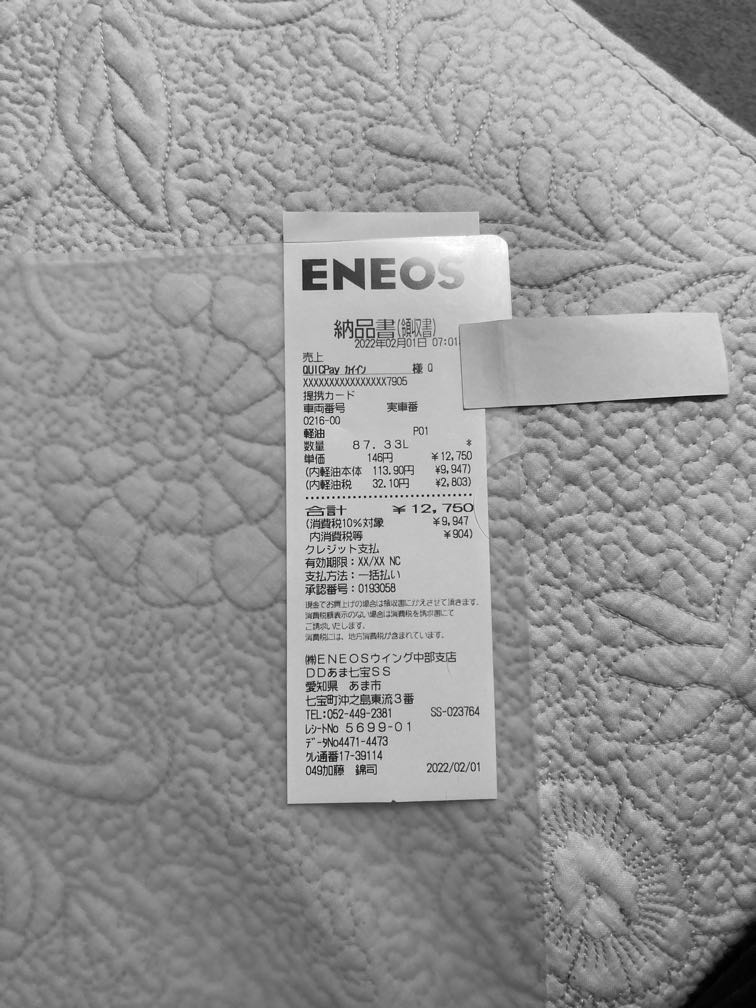 ENEOS
納品書(領収書)
2022年02月01日 07:01
売上
QUICPay カイイン 様 Q
XXXXXXXXXXXXXXXX7905
提携カード
車両番号 実車番
0216-00
軽油 P01
数量 87.33L *
単価 146円 ¥12,750
(内軽油本体 113.90円 ¥9,947)
(内軽油税 32.10円 ¥2,803)
合計 ¥12,750
(消費税10%対象 ¥9,947
内消費税等 ¥904)
クレジット支払
有効期限:XX/XX NC
支払方法:一括払い
承認番号:0193058
現金でお買上げの場合は領収書にかえさせて頂きます。
消費税額表示のない場合は消費税を請求書にて
ご請求いたします。
消費税には、地方消費税が含まれています。
㈱ENEOSウイング中部支店
DDあま七宝SS
愛知県 あま市
七宝町沖之島東流3番
TEL:052-449-2381 SS-023764
レシートNo 5699-01
データNo4471-4473
クレ通番17-39114
049加藤 錦司 2022/02/01